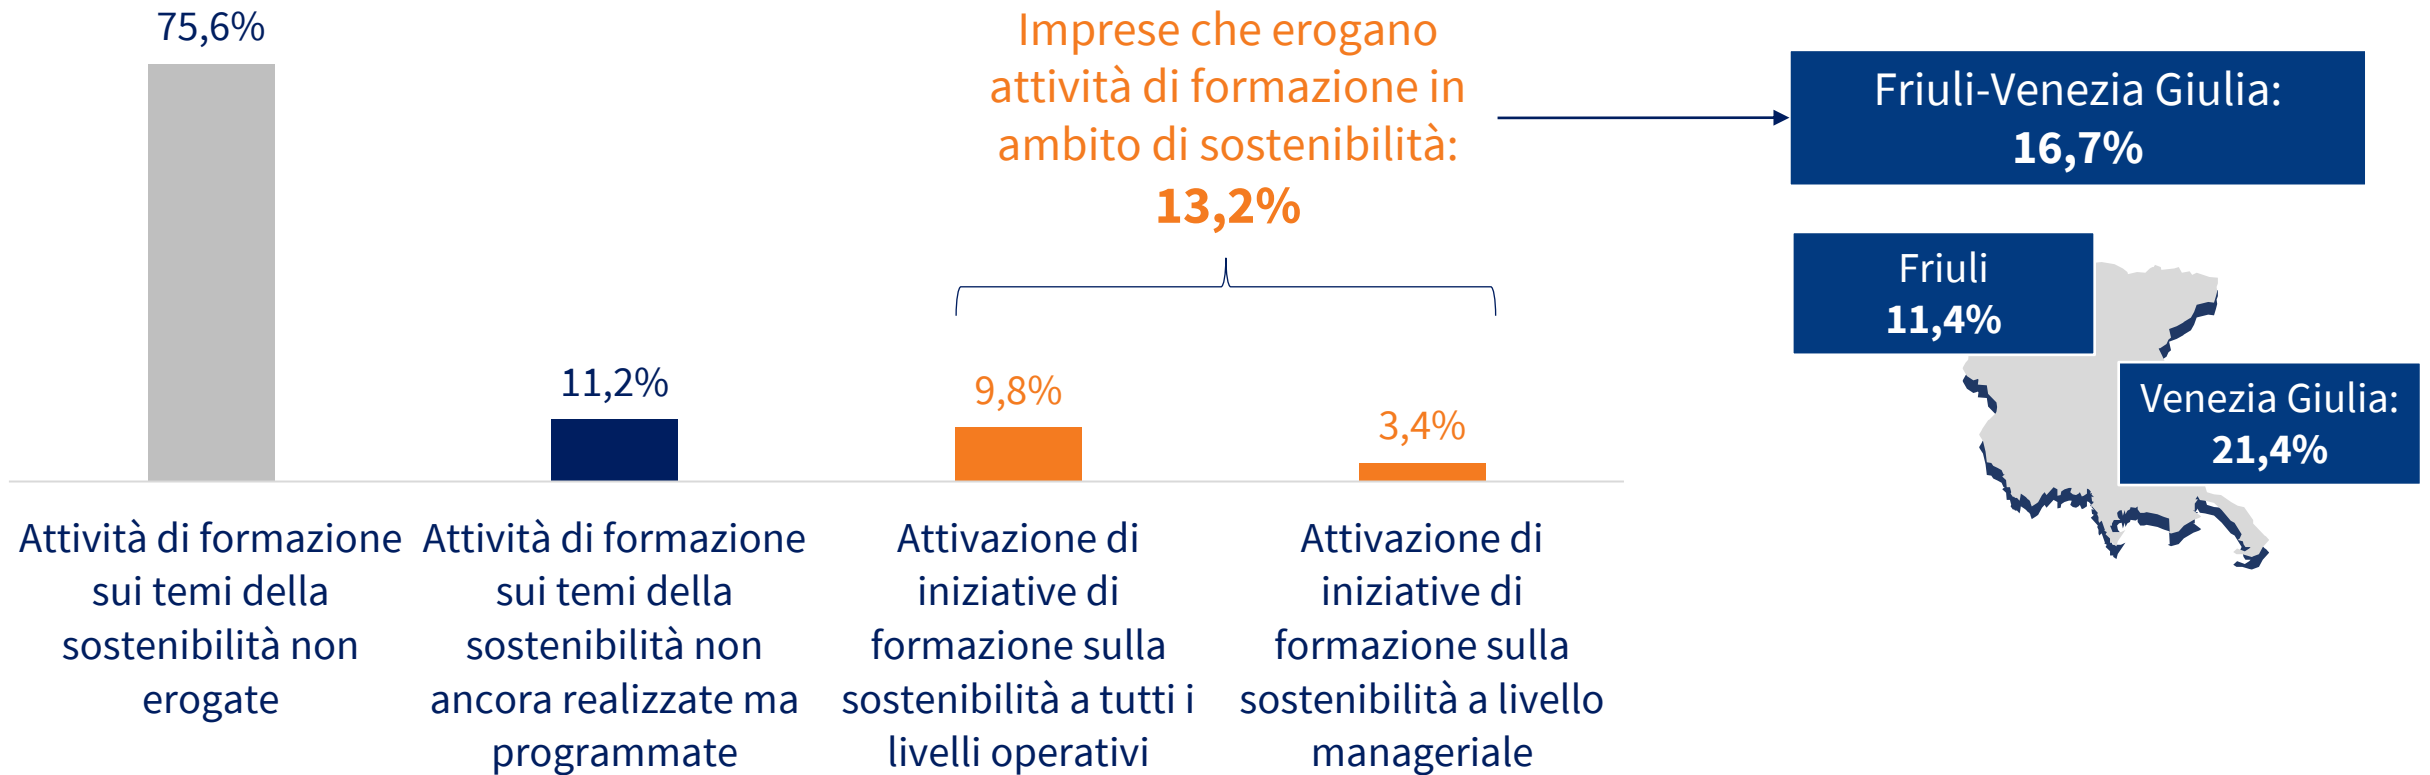 75,6%
Imprese che erogano
attività di formazione in
ambito di sostenibilità:
13,2%
Friuli-Venezia Giulia:
16,7%
Friuli
11,4%
Venezia Giulia:
21,4%
11,2%
9,8%
3,4%
Attività di formazione
sui temi della
sostenibilità non
erogate
Attività di formazione
sui temi della
sostenibilità non
ancora realizzate ma
programmate
Attivazione di
iniziative di
formazione sulla
sostenibilità a tutti i
livelli operativi
Attivazione di
iniziative di
formazione sulla
sostenibilità a livello
manageriale